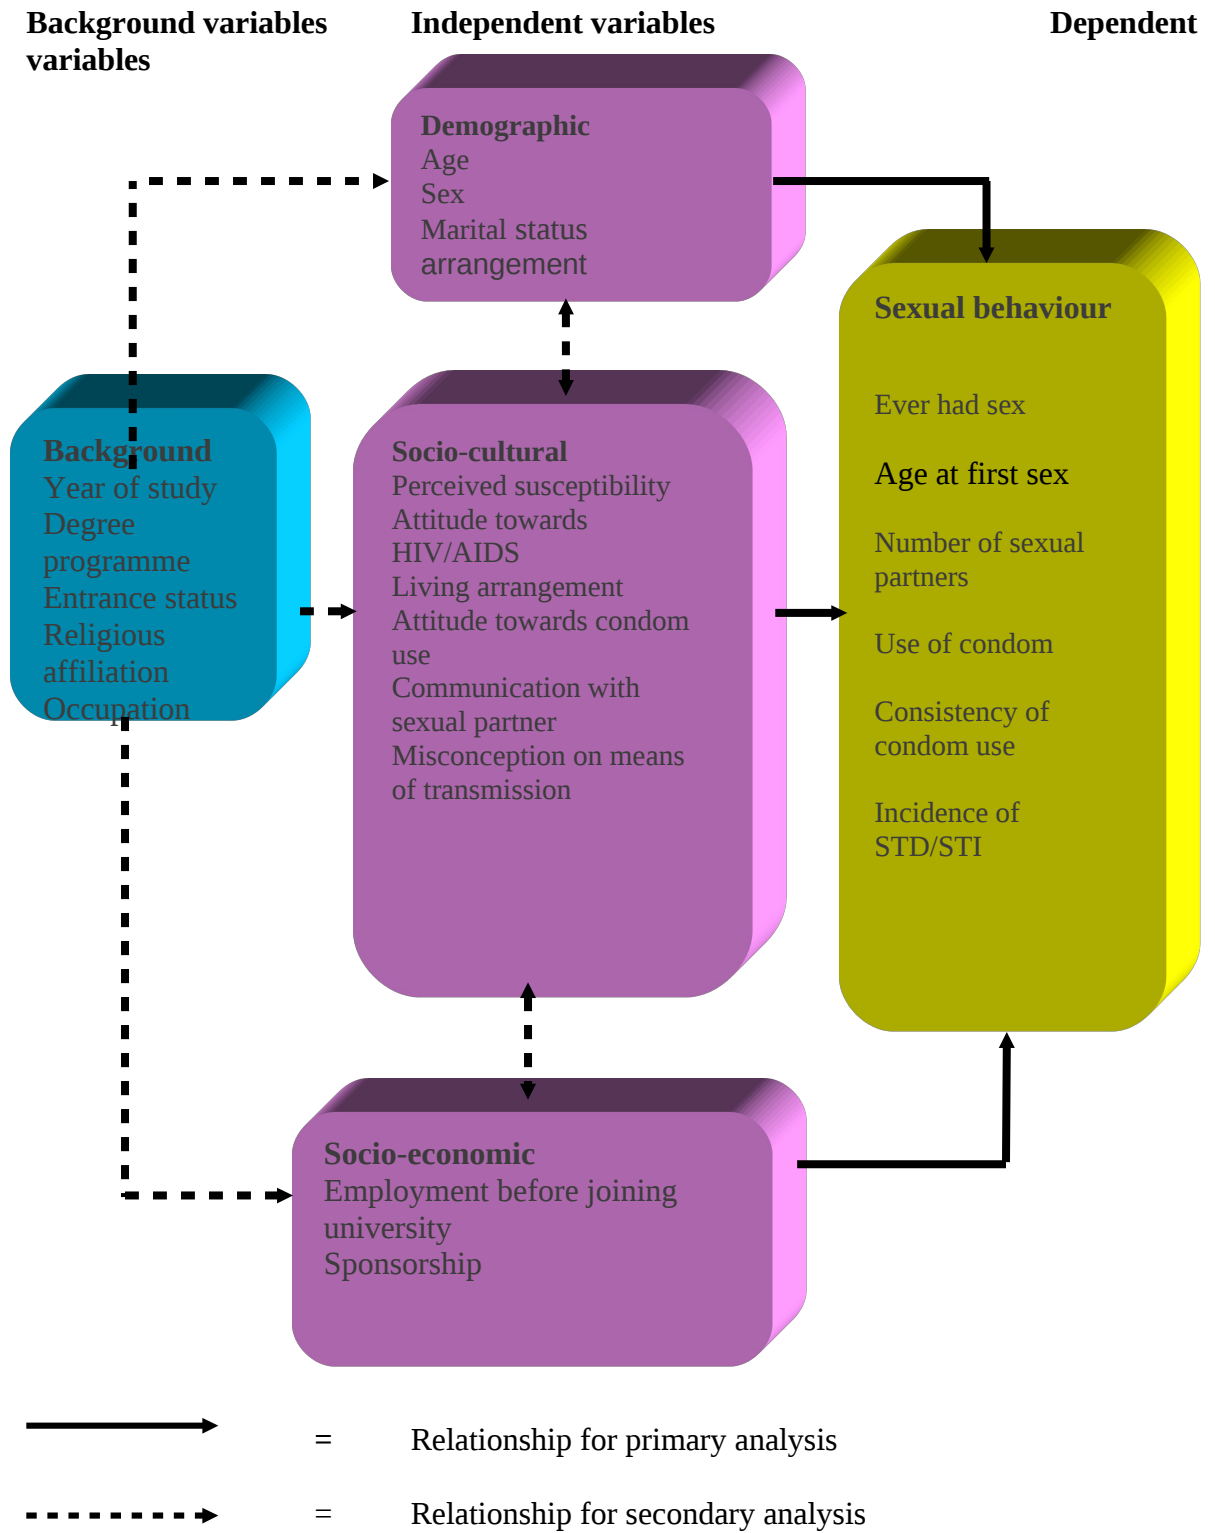 Background variables Independent variables Dependent
variables
Demographic
Age
Sex
Marital status
arrangement
Background
Year of study
Degree
programme
Entrance status
Religious
affiliation
Occupation
Socio-cultural
Perceived susceptibility
Attitude towards
HIV/AIDS
Living arrangement
Attitude towards condom
use
Communication with
sexual partner
Misconception on means
of transmission
Sexual behaviour
Ever had sex
Age at first sex
Number of sexual
partners
Use of condom
Consistency of
condom use
Incidence of
STD/STI
Socio-economic
Employment before joining
university
Sponsorship
= Relationship for primary analysis
= Relationship for secondary analysis